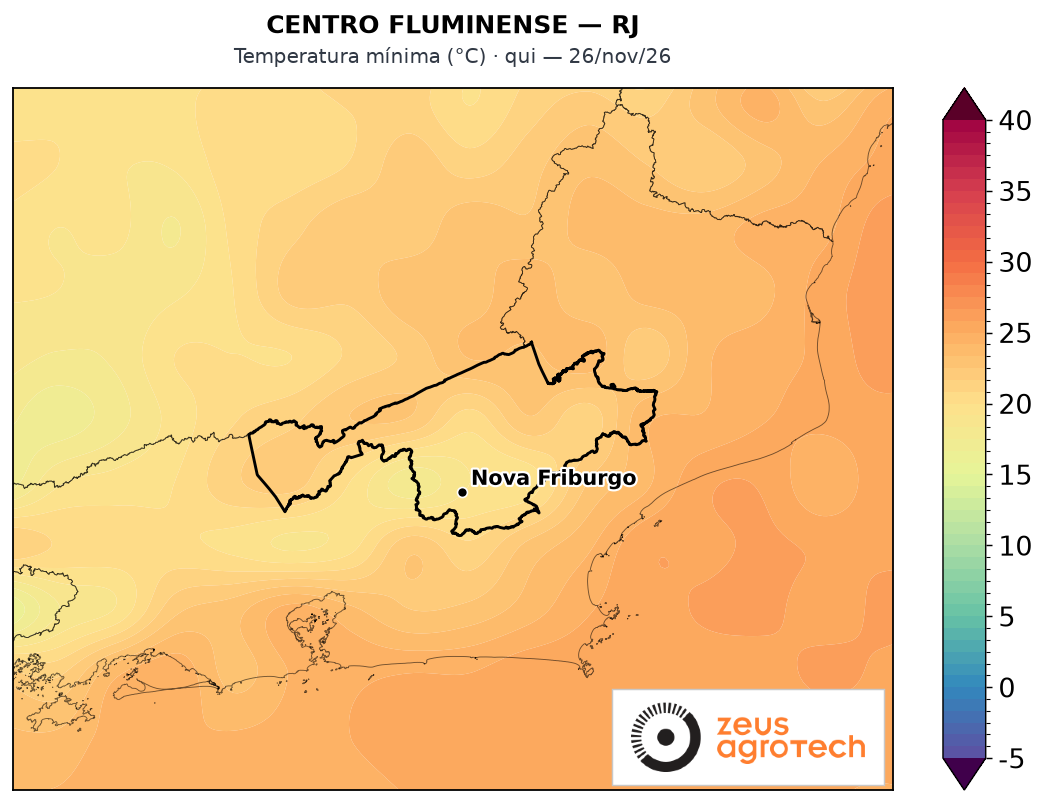 CENTRO FLUMINENSE — RJ
Temperatura mínima (°C) · qui — 26/nov/26
40
35
30
25
20
15
10
5
0
-5
Nova Friburgo
zeus
agrotech